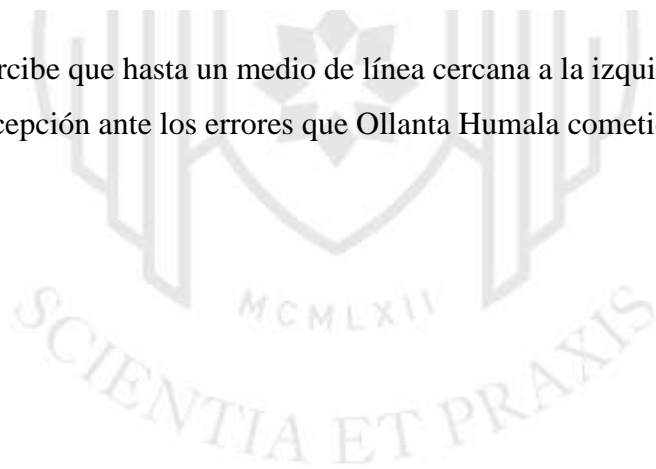 rcibe que hasta un medio de línea cercana a la izqui
cepción ante los errores que Ollanta Humala cometi
MCMLXII
SCIENTIA ET PRAXIS